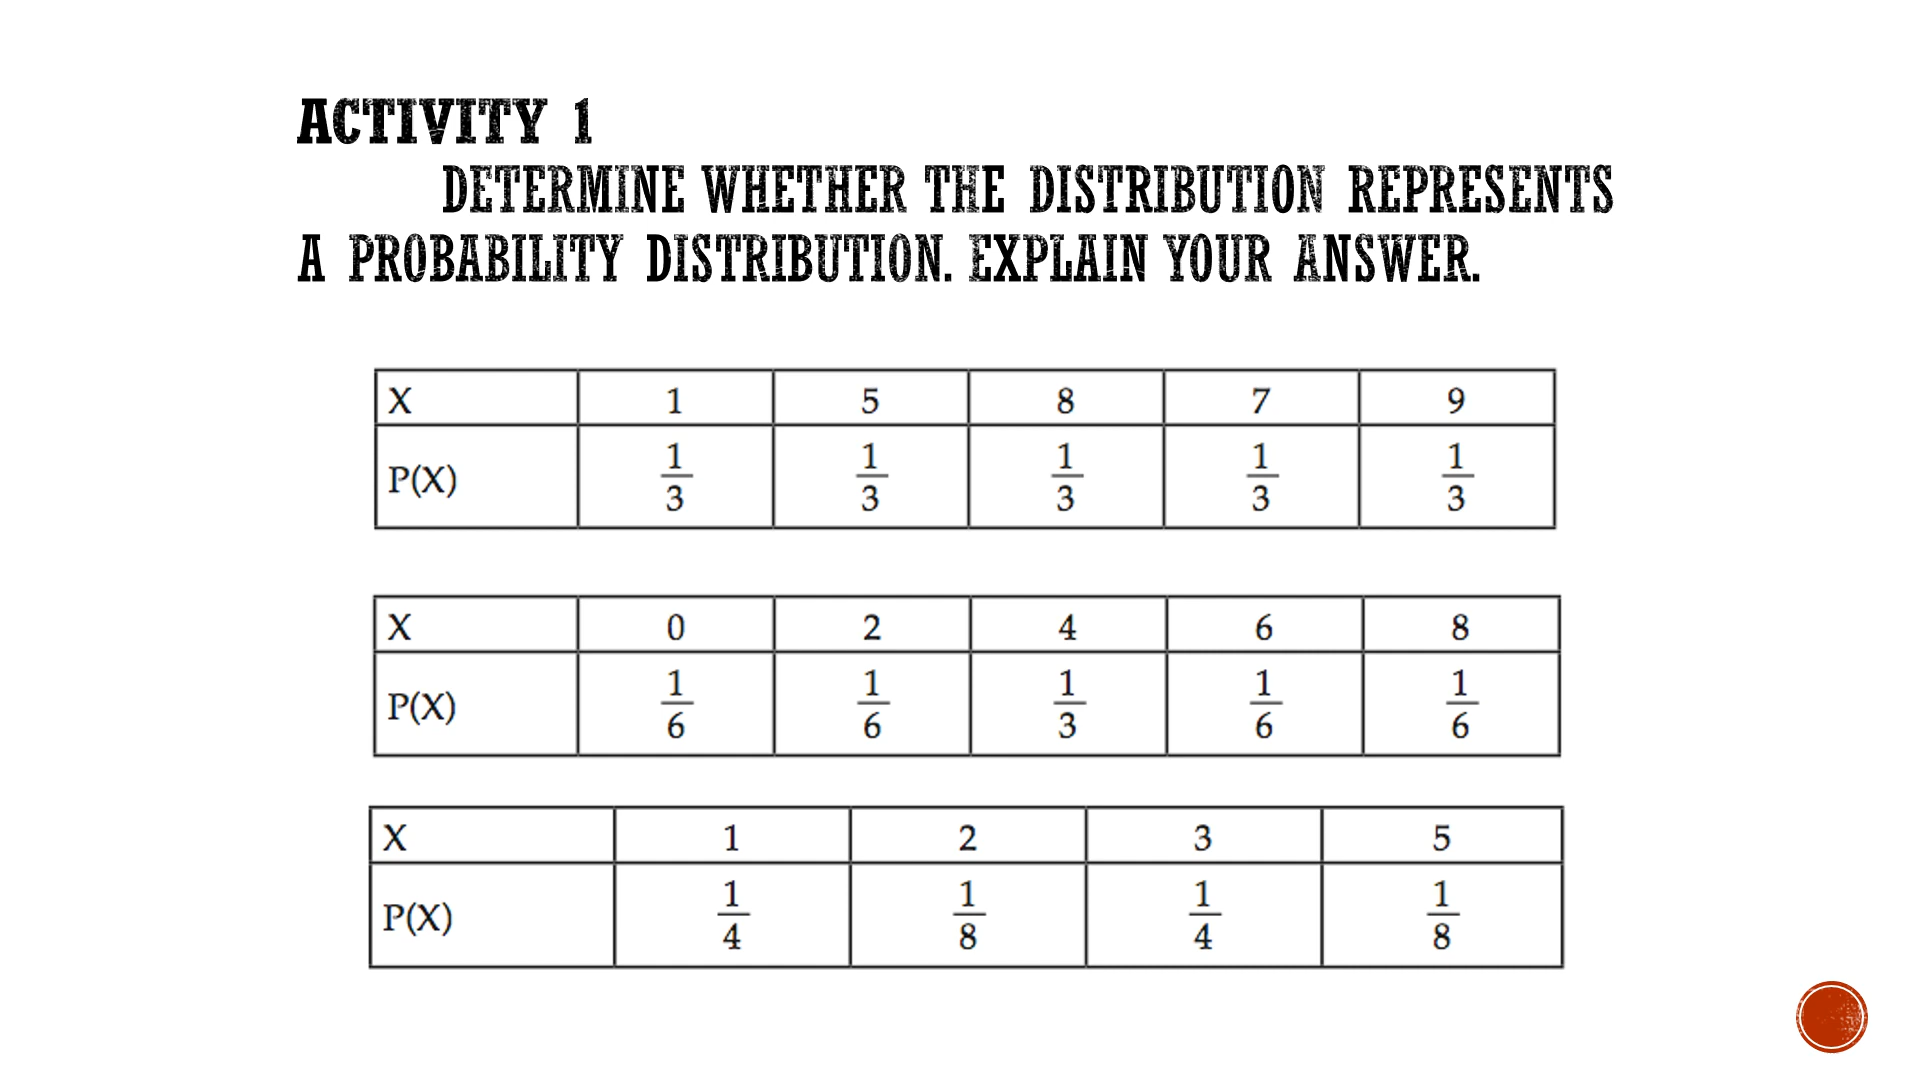 ACTIVITY 1
DETERMINE WHETHER THE DISTRIBUTION REPRESENTS
A PROBABILITY DISTRIBUTION. EXPLAIN YOUR ANSWER.
X 1 5 8 7 9
P(X) 1/3 1/3 1/3 1/3 1/3
X 0 2 4 6 8
P(X) 1/6 1/6 1/3 1/6 1/6
X 1 2 3 5
P(X) 1/4 1/8 1/4 1/8